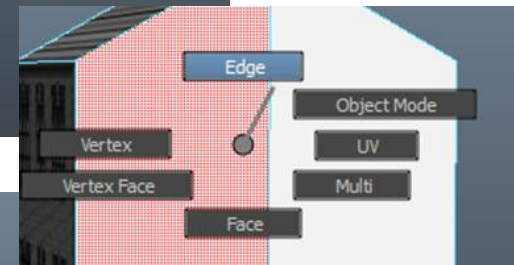 Edge
Object Mode
Vertex
UV
Vertex Face
Multi
Face